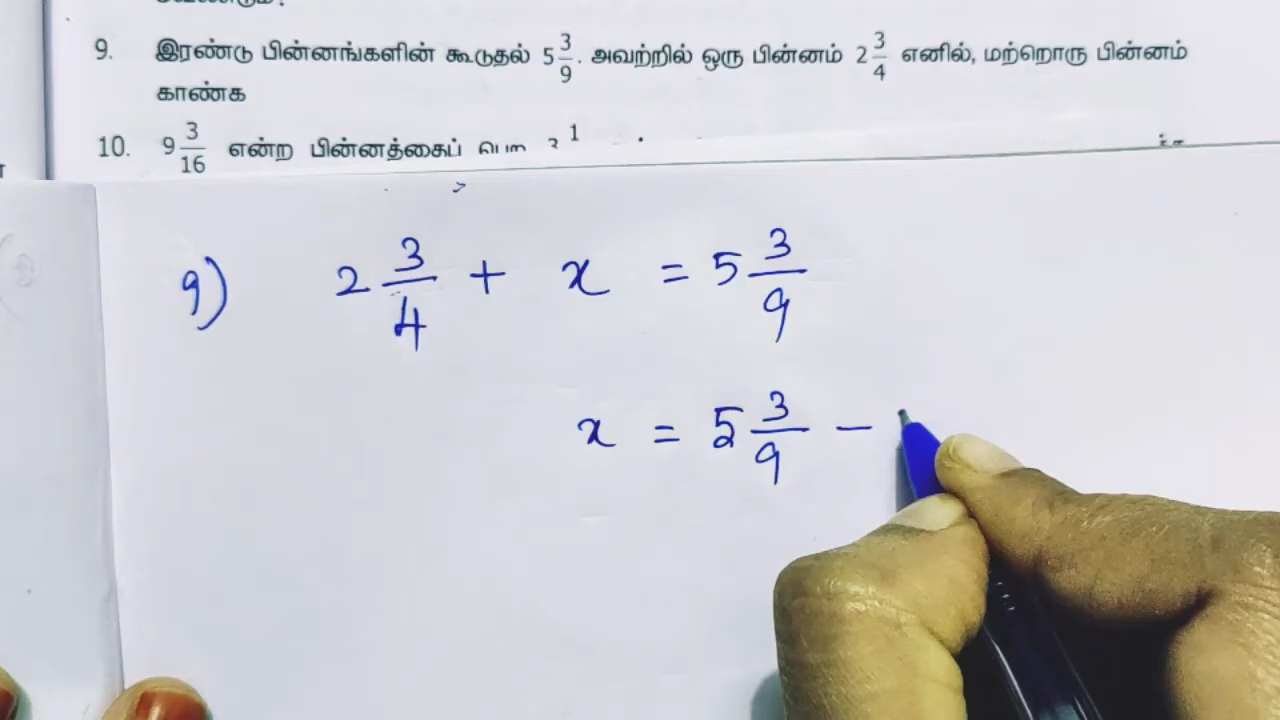 9. இரண்டு பின்னங்களின் கூடுதல் 5 3/9. அவற்றில் ஒரு பின்னம் 2 3/4 எனில், மற்றொரு பின்னம்
காண்க
10. 9 3/16 என்ற பின்னத்தைப்
9) 2 3/4 + x = 5 3/9
x = 5 3/9 −